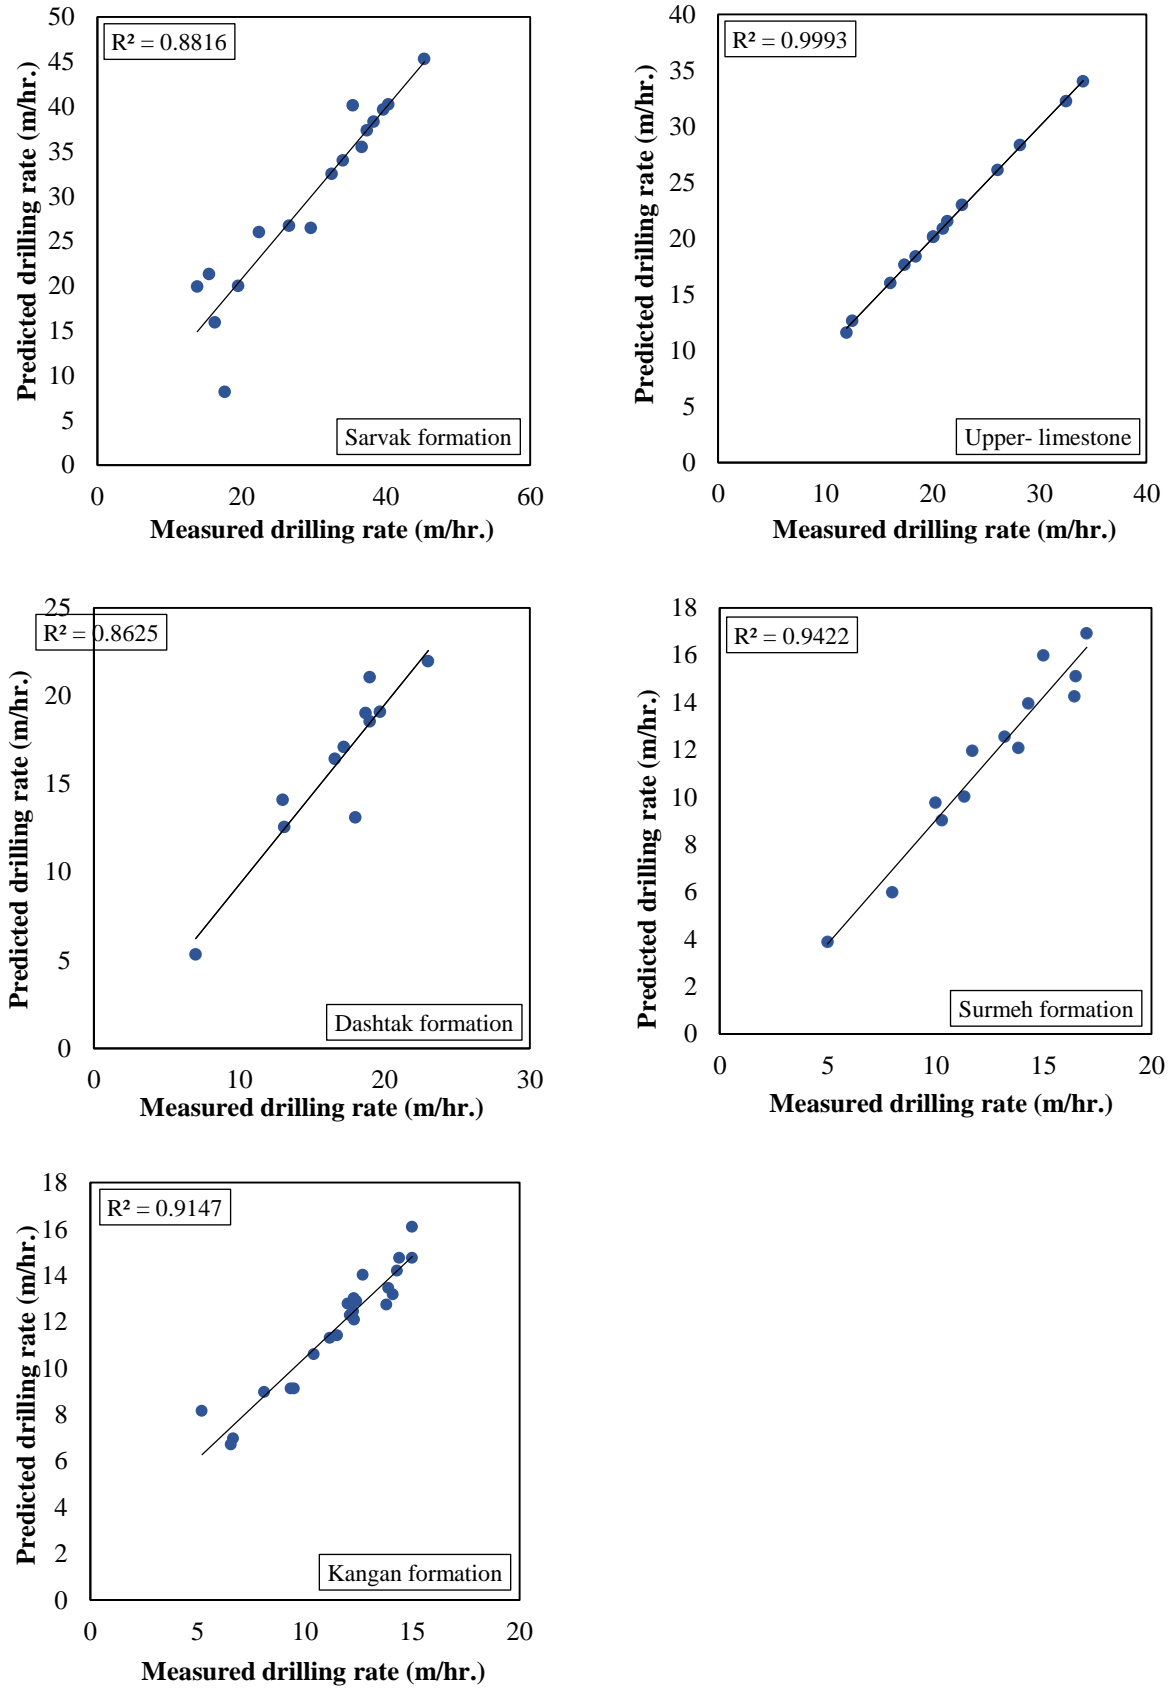 R² = 0.8816
50
45
40
35
30
25
20
15
10
5
0
Predicted drilling rate (m/hr.)
Sarvak formation
0 20 40 60
Measured drilling rate (m/hr.)
R² = 0.9993
40
35
30
25
20
15
10
5
0
Predicted drilling rate (m/hr.)
Upper- limestone
0 10 20 30 40
Measured drilling rate (m/hr.)
R² = 0.8625
25
20
15
10
5
0
Predicted drilling rate (m/hr.)
Dashtak formation
0 10 20 30
Measured drilling rate (m/hr.)
R² = 0.9422
18
16
14
12
10
8
6
4
2
0
Predicted drilling rate (m/hr.)
Surmeh formation
0 5 10 15 20
Measured drilling rate (m/hr.)
R² = 0.9147
18
16
14
12
10
8
6
4
2
0
Predicted drilling rate (m/hr.)
Kangan formation
0 5 10 15 20
Measured drilling rate (m/hr.)